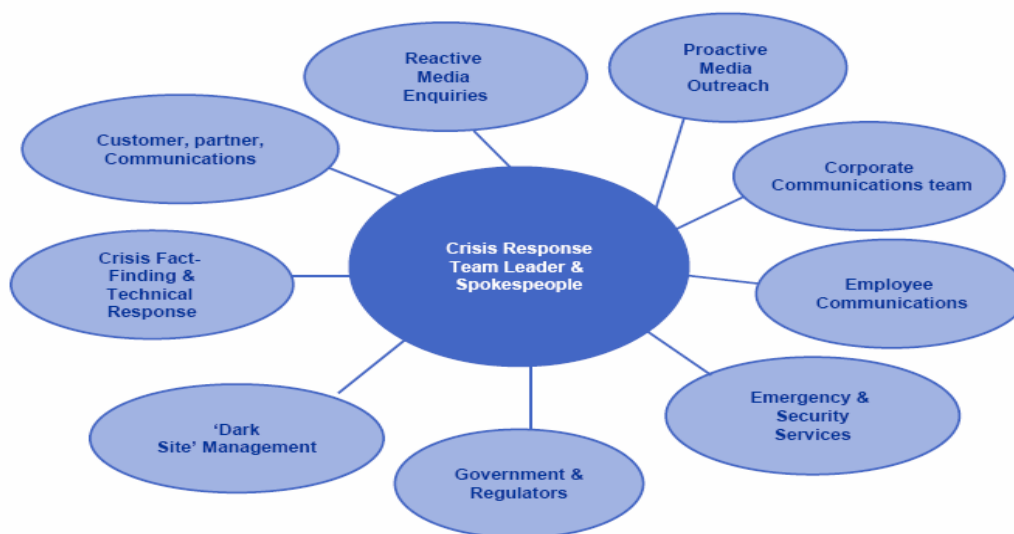 Reactive
Media
Enquiries
Proactive
Media
Outreach
Customer, partner,
Communications
Corporate
Communications team
Crisis Response
Team Leader &
Spokespeople
Crisis Fact-
Finding &
Technical
Response
Employee
Communications
‘Dark
Site’ Management
Emergency &
Security
Services
Government &
Regulators